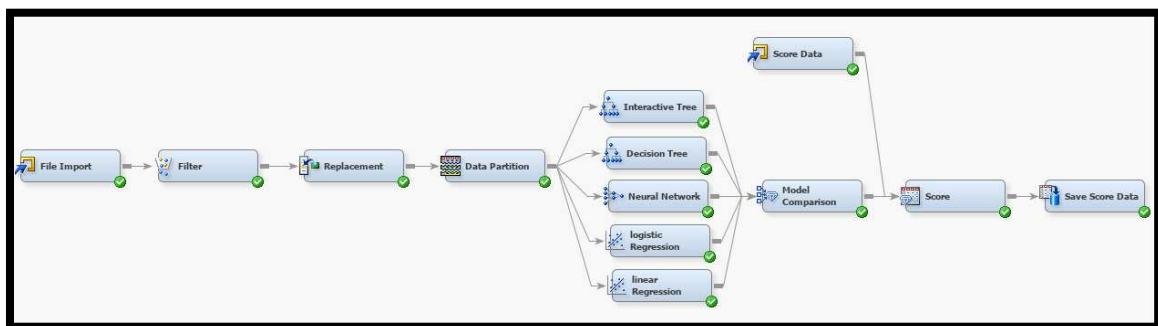 Score Data
Interactive Tree
Decision Tree
File Import
Filter
Replacement
Data Partition
Neural Network
Model
Comparison
Score
Save Score Data
logistic
Regression
linear
Regression